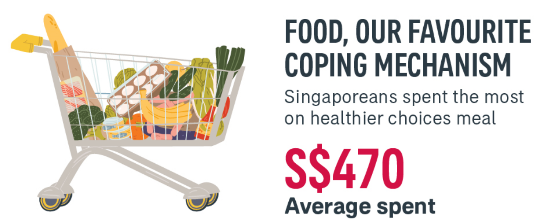 FOOD, OUR FAVOURITE
COPING MECHANISM
Singaporeans spent the most
on healthier choices meal
S$470
Average spent